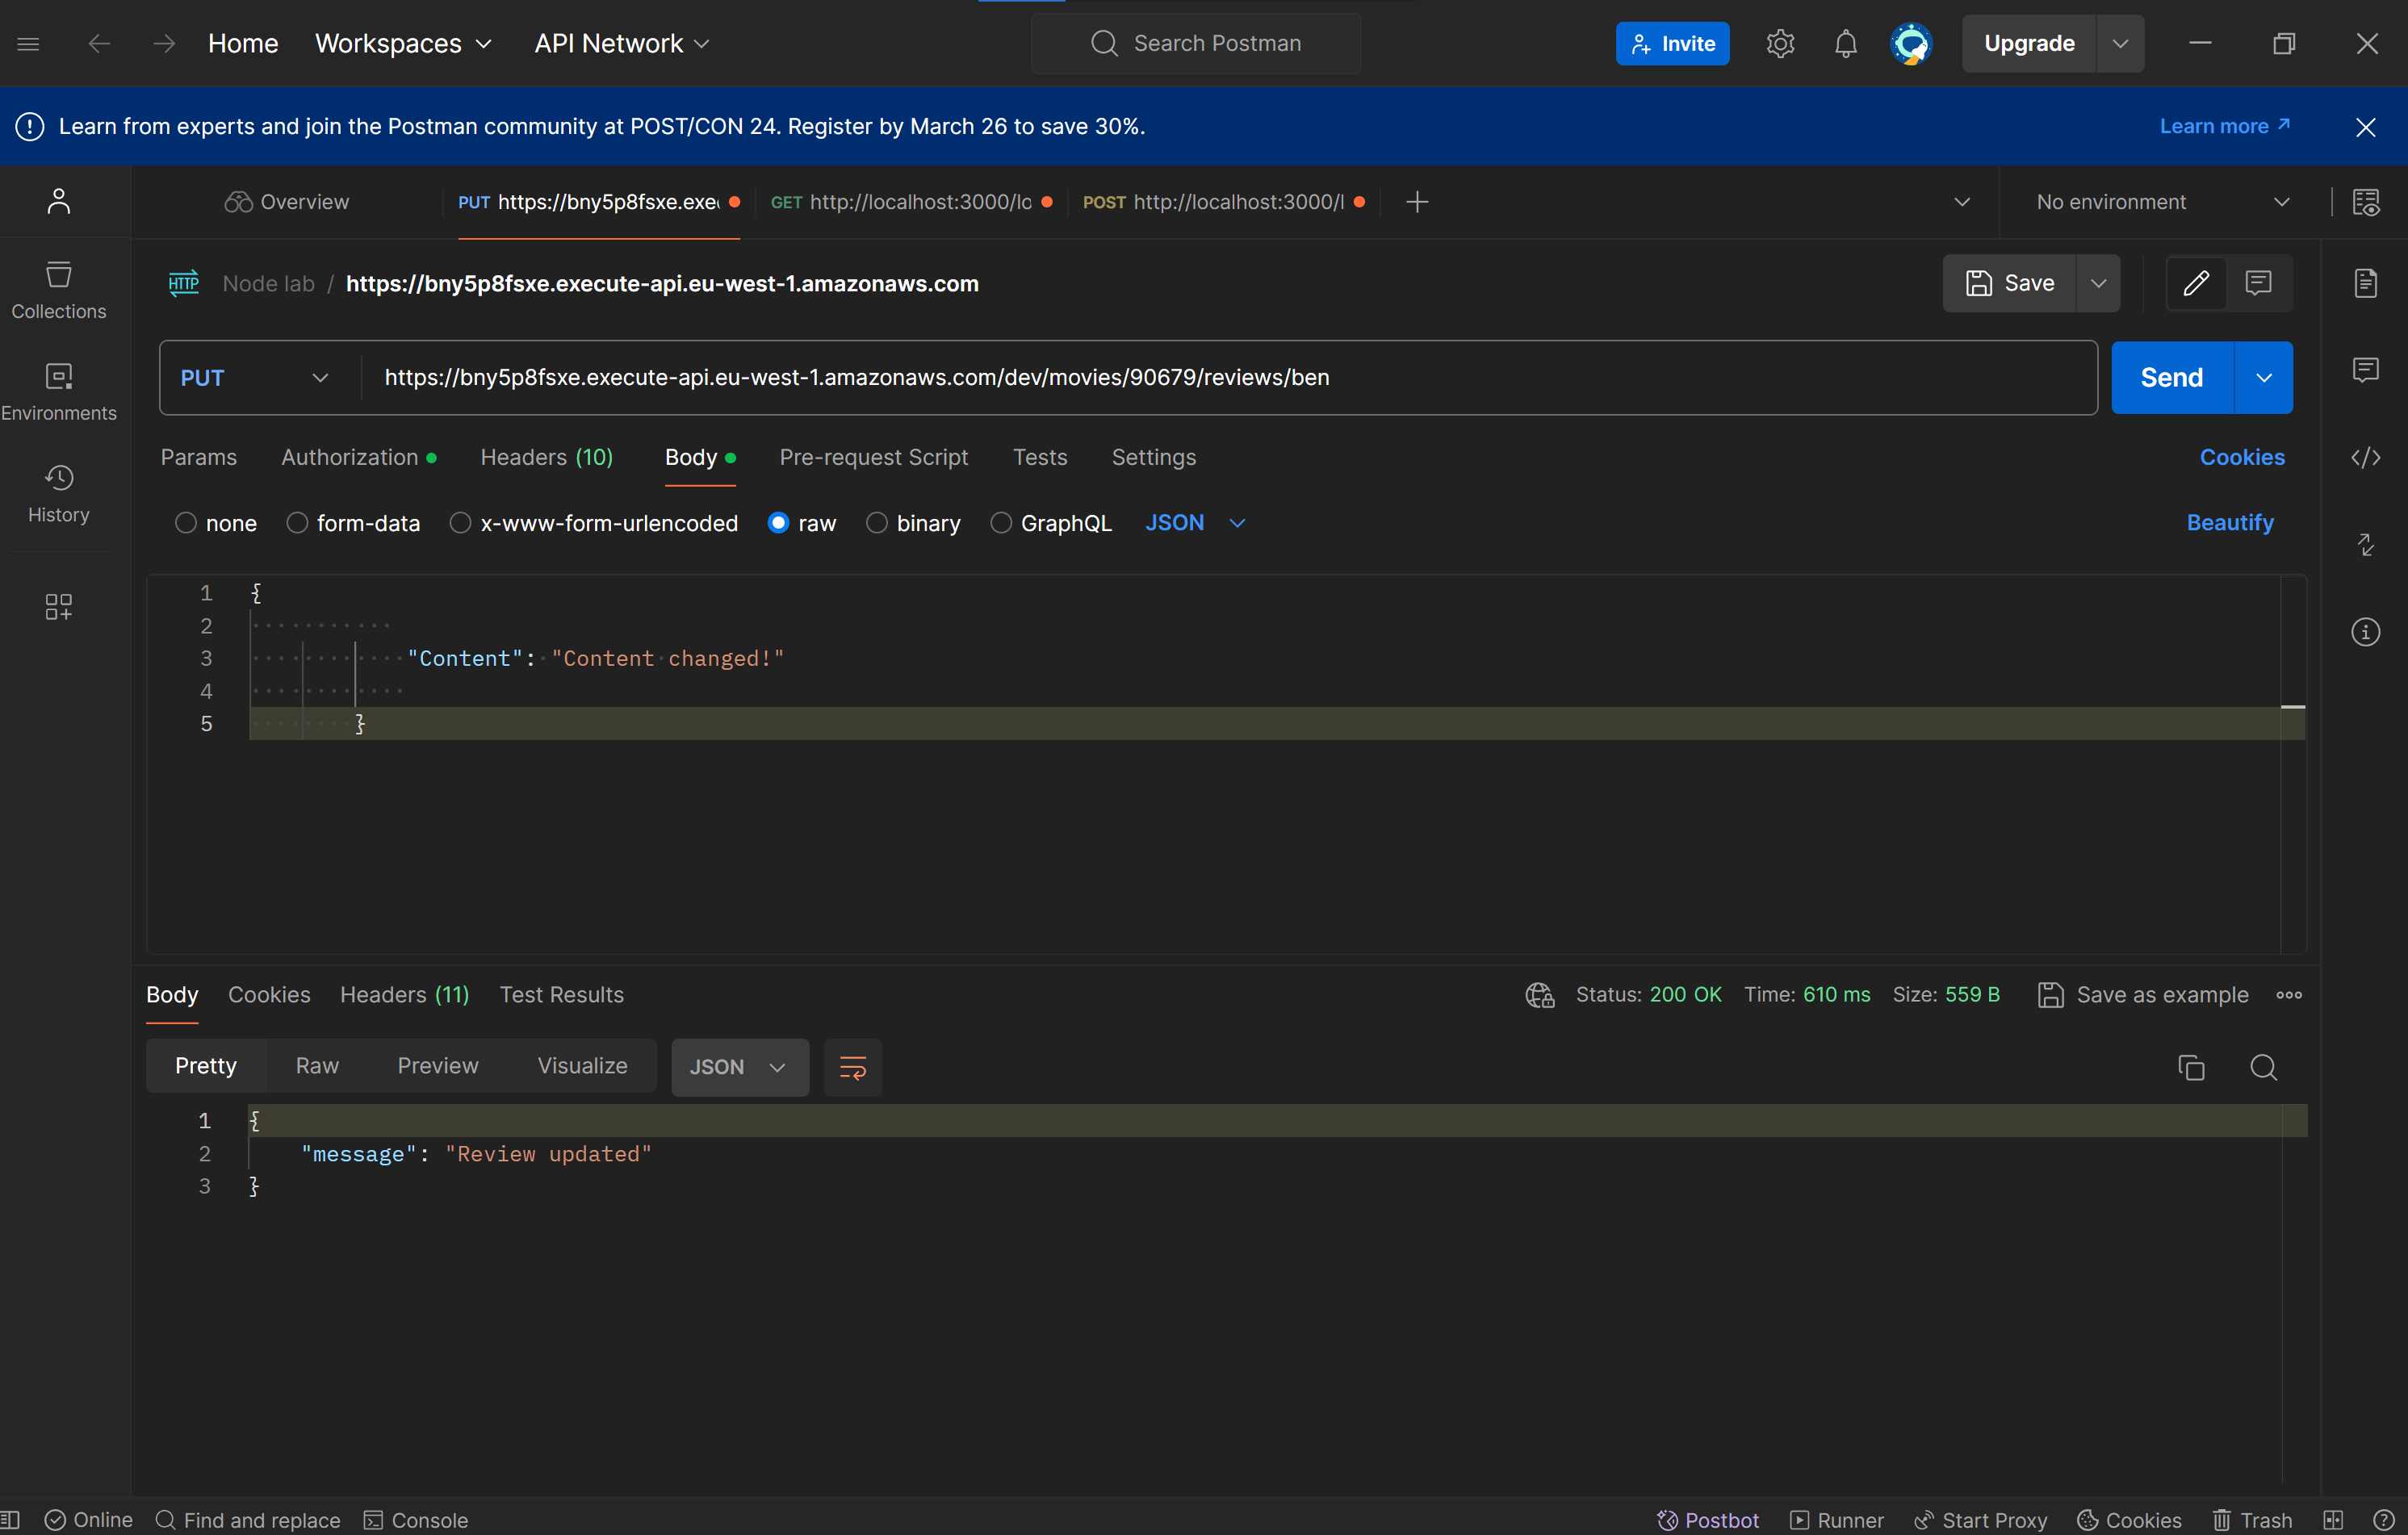 Home Workspaces API Network Search Postman Invite Upgrade
Learn from experts and join the Postman community at POST/CON 24. Register by March 26 to save 30%. Learn more
Overview PUT https://bny5p8fsxe.exe GET http://localhost:3000/lo POST http://localhost:3000/l No environment
HTTP Node lab / https://bny5p8fsxe.execute-api.eu-west-1.amazonaws.com Save
Collections
PUT https://bny5p8fsxe.execute-api.eu-west-1.amazonaws.com/dev/movies/90679/reviews/ben Send
Environments
Params Authorization Headers (10) Body Pre-request Script Tests Settings Cookies
History
none form-data x-www-form-urlencoded raw binary GraphQL JSON Beautify
1 {
2
3 "Content": "Content changed!"
4
5 }
Body Cookies Headers (11) Test Results Status: 200 OK Time: 610 ms Size: 559 B Save as example
Pretty Raw Preview Visualize JSON
1 {
2 "message": "Review updated"
3 }
Online Find and replace Console Postbot Runner Start Proxy Cookies Trash